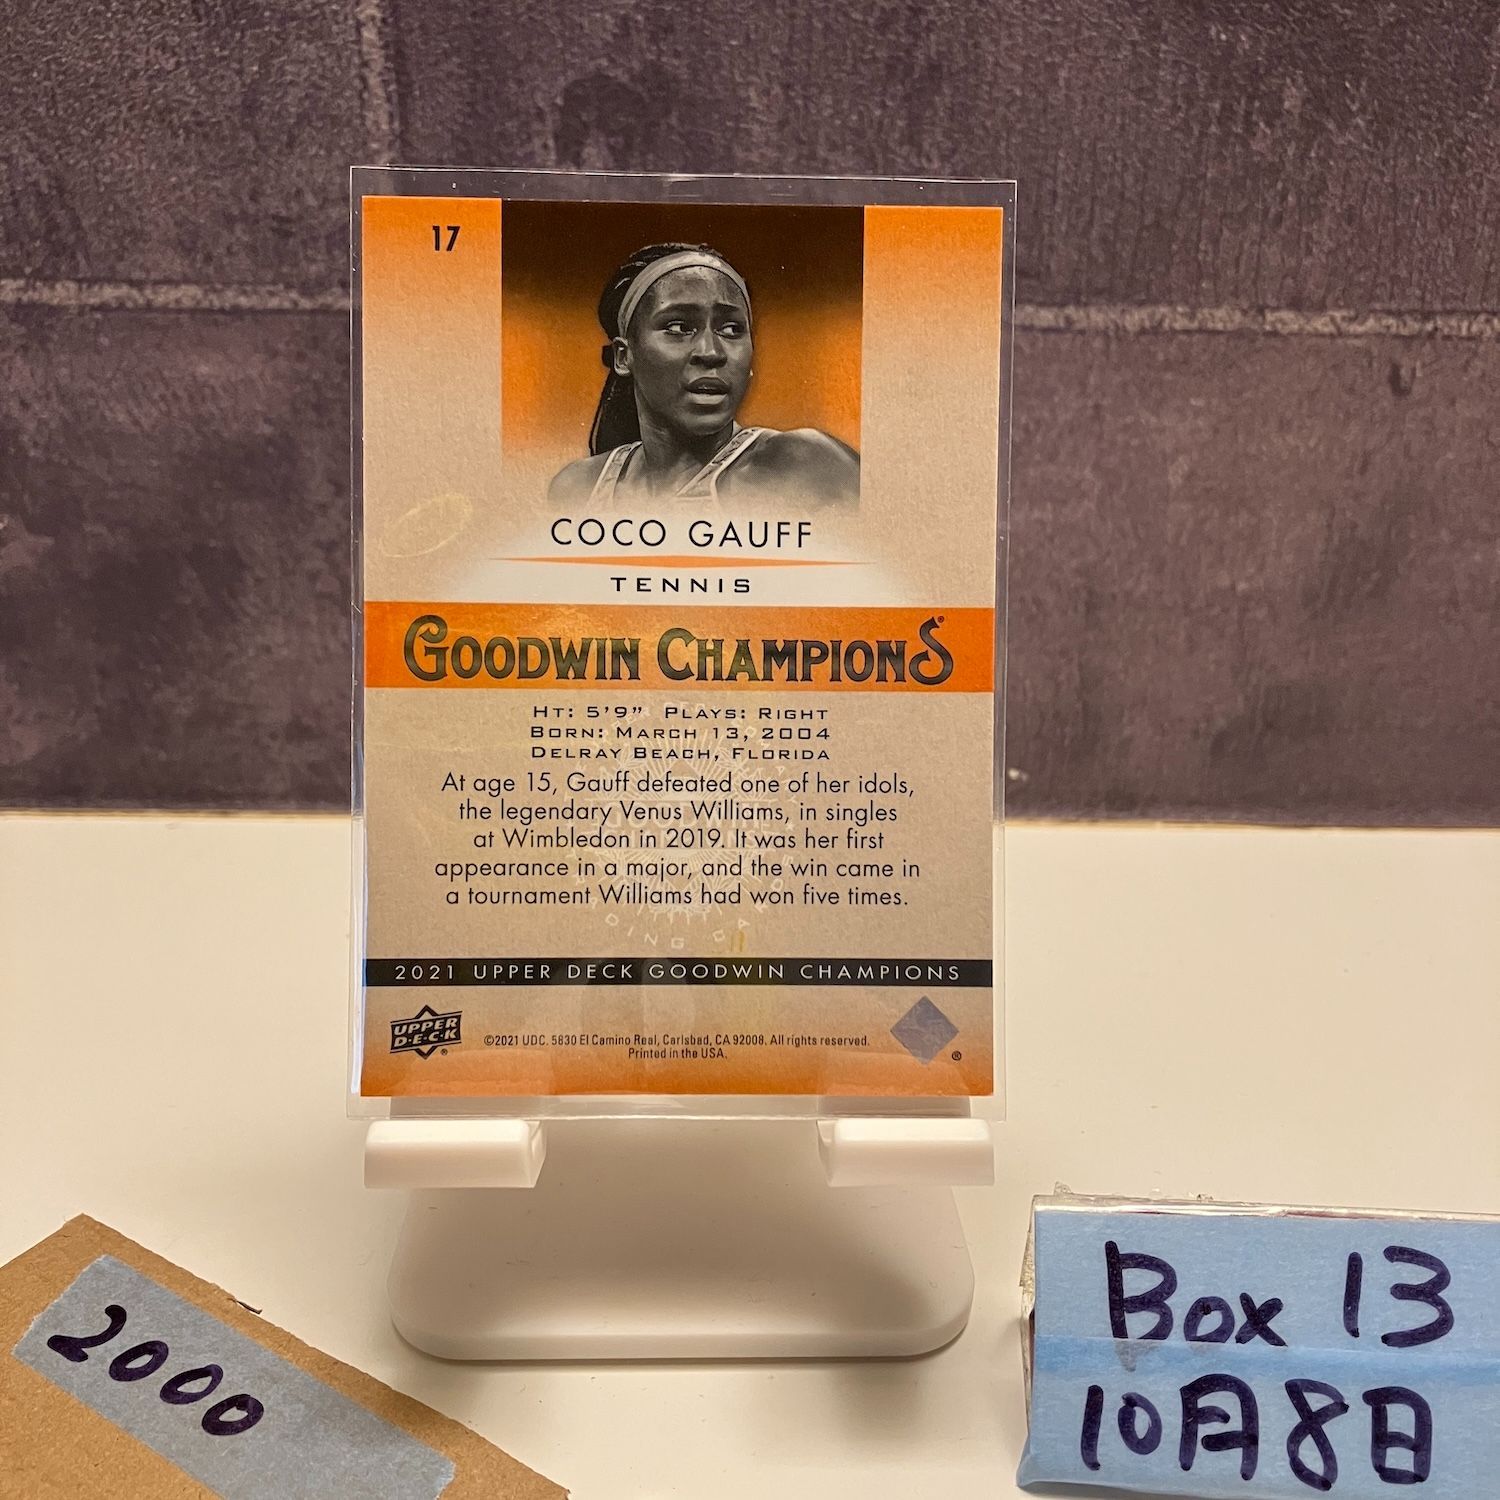 17
COCO GAUFF
TENNIS
GOODWIN CHAMPIONS®
HT: 5'9" PLAYS: RIGHT
BORN: MARCH 13, 2004
DELRAY BEACH, FLORIDA
At age 15, Gauff defeated one of her idols,
the legendary Venus Williams, in singles
at Wimbledon in 2019. It was her first
appearance in a major, and the win came in
a tournament Williams had won five times.
2021 UPPER DECK GOODWIN CHAMPIONS
UPPER
D·E·C·K
®
©2021 UDC. 5830 El Camino Real, Carlsbad, CA 92008. All rights reserved.
Printed in the USA.
®
2000
Box 13
10月8日